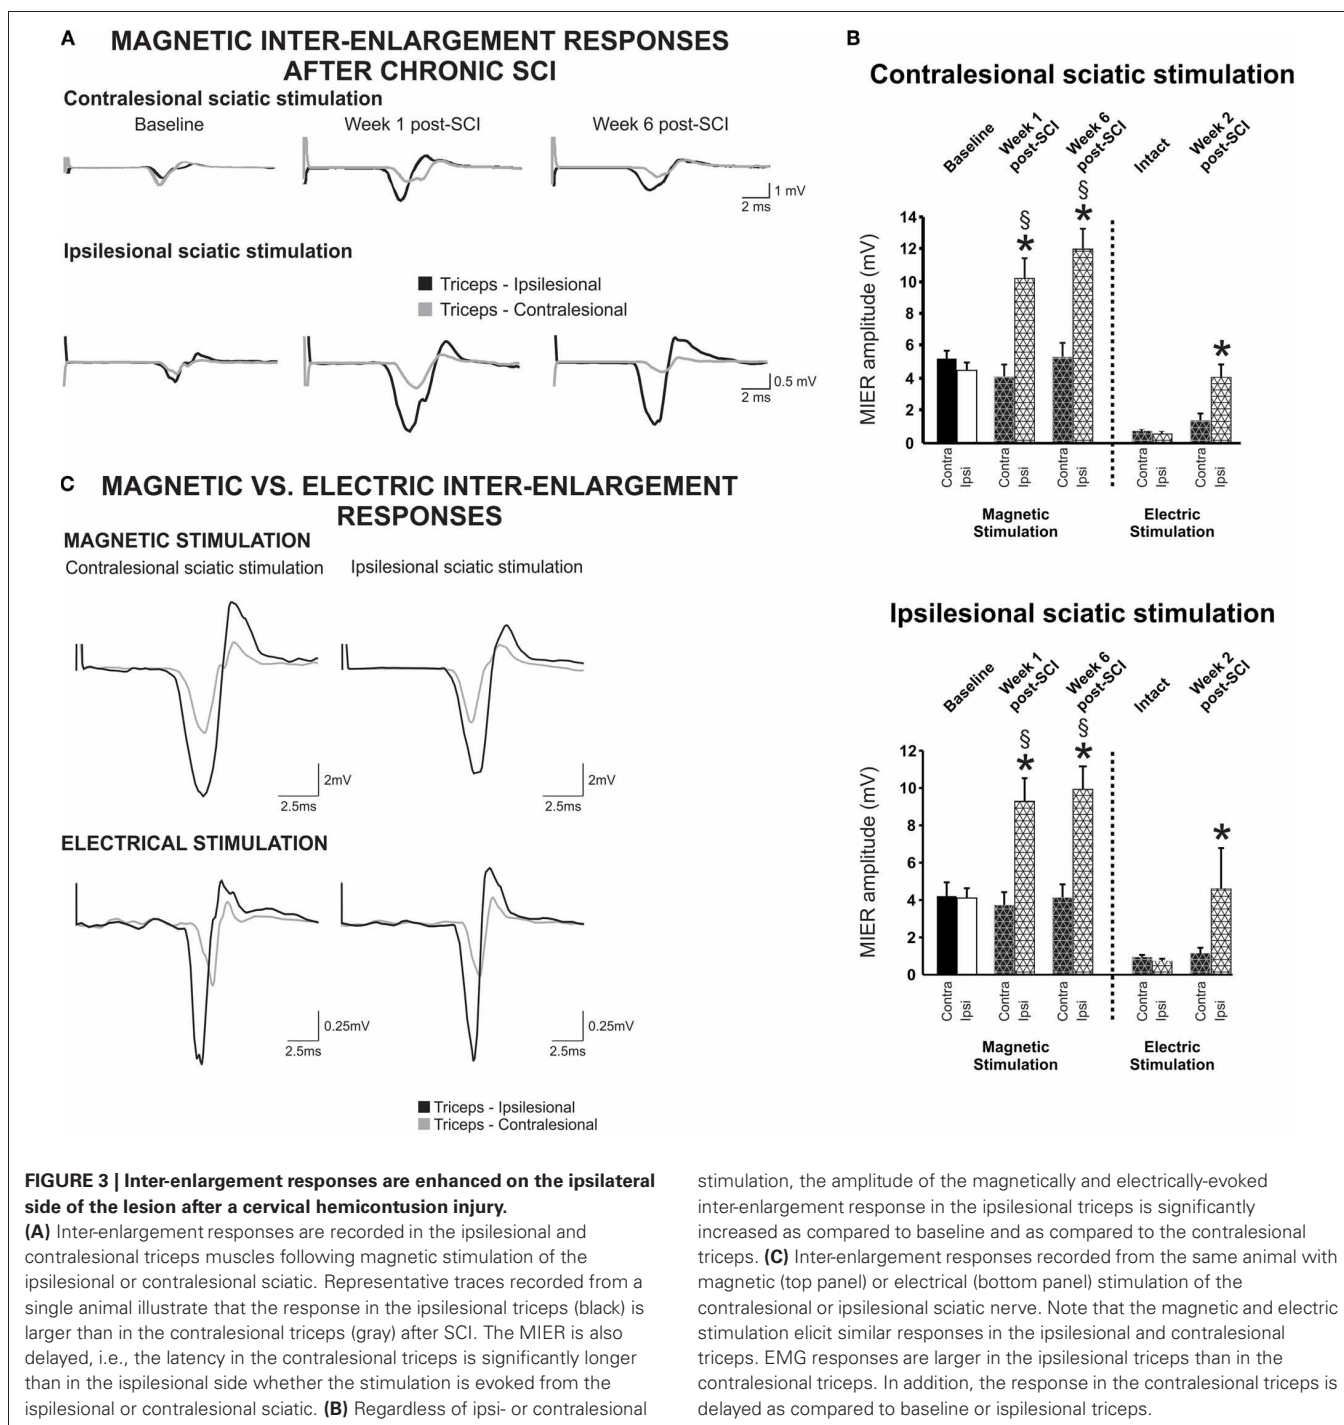 A
MAGNETIC INTER-ENLARGEMENT RESPONSES
AFTER CHRONIC SCI
Contralesional sciatic stimulation
Baseline
Week 1 post-SCI
Week 6 post-SCI
1 mV
2 ms
Ipsilesional sciatic stimulation
Triceps - Ipsilesional
Triceps - Contralesional
0.5 mV
2 ms
C
MAGNETIC VS. ELECTRIC INTER-ENLARGEMENT
RESPONSES
MAGNETIC STIMULATION
Contralesional sciatic stimulation
Ipsilesional sciatic stimulation
2mV
2.5ms
2mV
2.5ms
ELECTRICAL STIMULATION
0.25mV
2.5ms
0.25mV
2.5ms
Triceps - Ipsilesional
Triceps - Contralesional
B
Contralesional sciatic stimulation
Baseline
Week 1
post-SCI
Week 6
post-SCI
Intact
Week 2
post-SCI
§
*
§
*
*
MIER amplitude (mV)
14
12
10
8
6
4
2
0
Contra
Ipsi
Contra
Ipsi
Contra
Ipsi
Contra
Ipsi
Contra
Ipsi
Magnetic
Stimulation
Electric
Stimulation
Ipsilesional sciatic stimulation
Baseline
Week 1
post-SCI
Week 6
post-SCI
Intact
Week 2
post-SCI
§
*
§
*
*
MIER amplitude (mV)
12
10
8
6
4
2
0
Contra
Ipsi
Contra
Ipsi
Contra
Ipsi
Contra
Ipsi
Contra
Ipsi
Magnetic
Stimulation
Electric
Stimulation
FIGURE 3 | Inter-enlargement responses are enhanced on the ipsilateral
side of the lesion after a cervical hemicontusion injury.
(A) Inter-enlargement responses are recorded in the ipsilesional and
contralesional triceps muscles following magnetic stimulation of the
ipsilesional or contralesional sciatic. Representative traces recorded from a
single animal illustrate that the response in the ipsilesional triceps (black) is
larger than in the contralesional triceps (gray) after SCI. The MIER is also
delayed, i.e., the latency in the contralesional triceps is significantly longer
than in the ispilesional side whether the stimulation is evoked from the
ispilesional or contralesional sciatic. (B) Regardless of ipsi- or contralesional
stimulation, the amplitude of the magnetically and electrically-evoked
inter-enlargement response in the ipsilesional triceps is significantly
increased as compared to baseline and as compared to the contralesional
triceps. (C) Inter-enlargement responses recorded from the same animal with
magnetic (top panel) or electrical (bottom panel) stimulation of the
contralesional or ipsilesional sciatic nerve. Note that the magnetic and electric
stimulation elicit similar responses in the ipsilesional and contralesional
triceps. EMG responses are larger in the ipsilesional triceps than in the
contralesional triceps. In addition, the response in the contralesional triceps is
delayed as compared to baseline or ispilesional triceps.